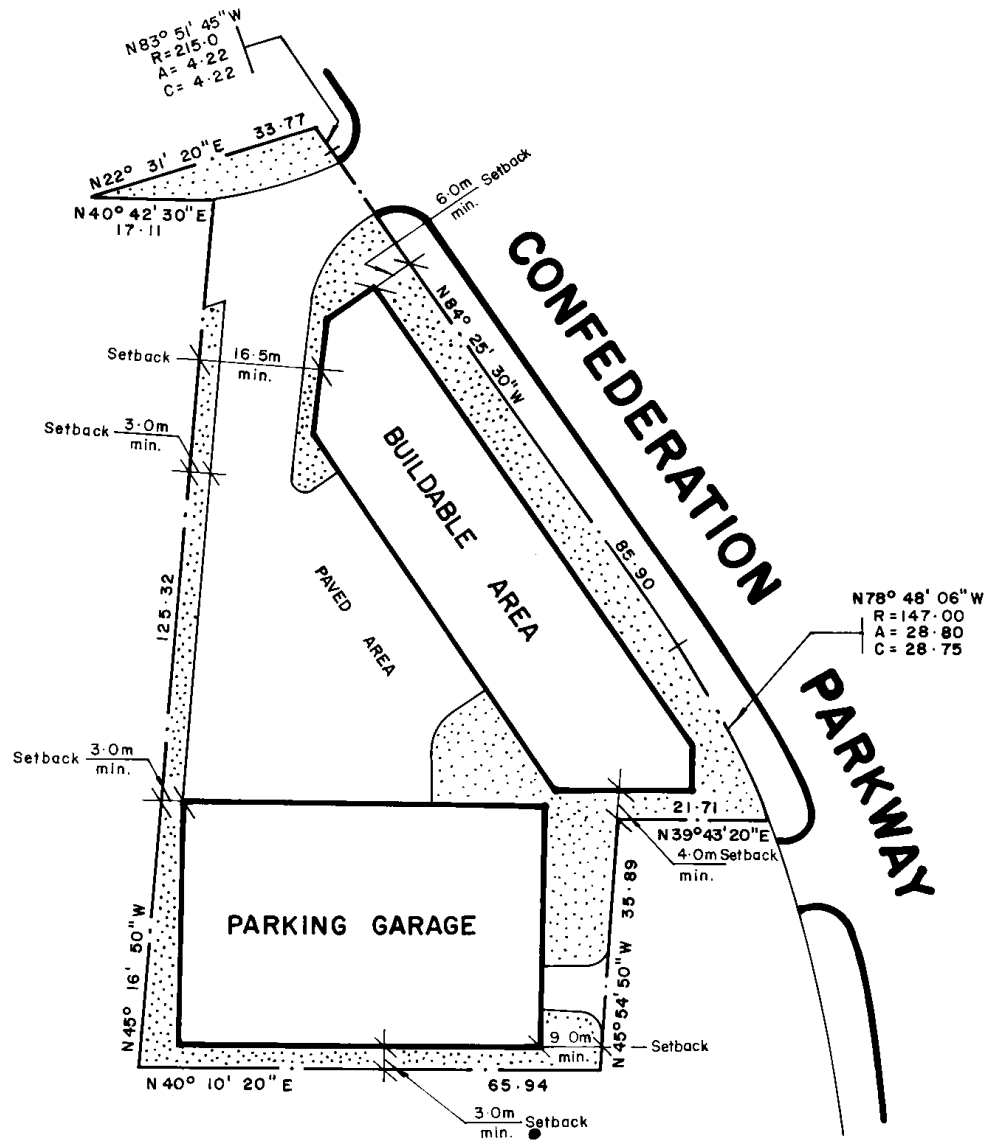 N83° 51' 45" W
R=215·0
A= 4·22
C= 4·22
33·77
N22° 31' 20" E
N40° 42' 30" E
17·11
6·0m Setback
min.
CONFEDERATION
PARKWAY
N84° 25' 30" W
85·90
Setback 16·5m
min.
Setback 3·0m
min.
BUILDABLE
AREA
PAVED
AREA
125·32
N78° 48' 06" W
R=147·00
A= 28·80
C= 28·75
Setback 3·0m
min.
21·71
N39°43'20"E
4·0m Setback
min.
35·89
N45° 54' 50" W
PARKING GARAGE
N45° 16' 50" W
9·0m Setback
min.
N40° 10' 20" E
65·94
3·0m Setback
min.